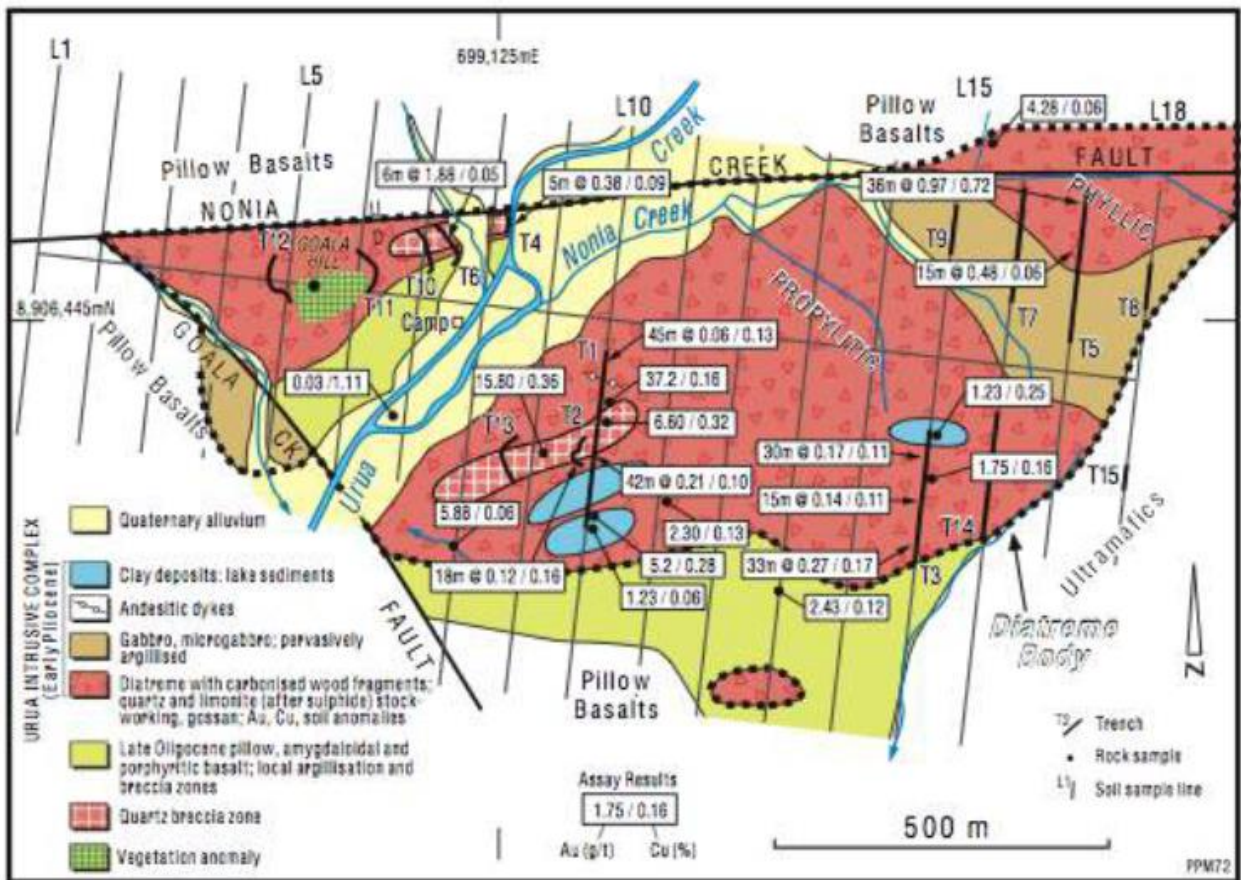 L1
L5
699,125mE
L10
L15
L18
Pillow Basalts
Pillow
Basalts
4.28 / 0.06
6m @ 1.88 / 0.05
5m @ 0.38 / 0.09
Creek
CREEK
FAULT
NONIA
U
D
36m @ 0.97 / 0.72
PHYLLIC
T12
GOALA
HILL
T4
Nonia Creek
T9
T10
T6
T11
15m @ 0.48 / 0.06
T7
T8
8,906,445mN
Camp
PROPYLITIC
T5
GOALA
CK
FAULT
Pillow Basalts
T1
45m @ 0.06 / 0.13
15.80 / 0.36
37.2 / 0.16
0.03 / 1.11
1.23 / 0.25
T13
T2
6.60 / 0.32
30m @ 0.17 / 0.11
42m @ 0.21 / 0.10
1.75 / 0.16
T15
Urua
5.88 / 0.06
15m @ 0.14 / 0.11
2.30 / 0.13
T14
Ultramafics
18m @ 0.12 / 0.16
5.2 / 0.28
33m @ 0.27 / 0.17
T3
1.23 / 0.06
2.43 / 0.12
Diatreme
Body
Pillow
Basalts
N
URUA INTRUSIVE COMPLEX
(Early Pliocene)
Quaternary alluvium
Clay deposits: lake sediments
Andesitic dykes
Gabbro, microgabbro; pervasively
argillised
Diatreme with carbonised wood fragments;
quartz and limonite (after sulphide) stock-
working, gossan; Au, Cu, soil anomalies
Late Oligocene pillow, amygdaloidal and
porphyritic basalt; local argillisation and
breccia zones
Quartz breccia zone
Vegetation anomaly
Assay Results
1.75 / 0.16
Au (g/t) Cu (%)
500 m
Trench
Rock sample
L1
Soil sample line
PPM72